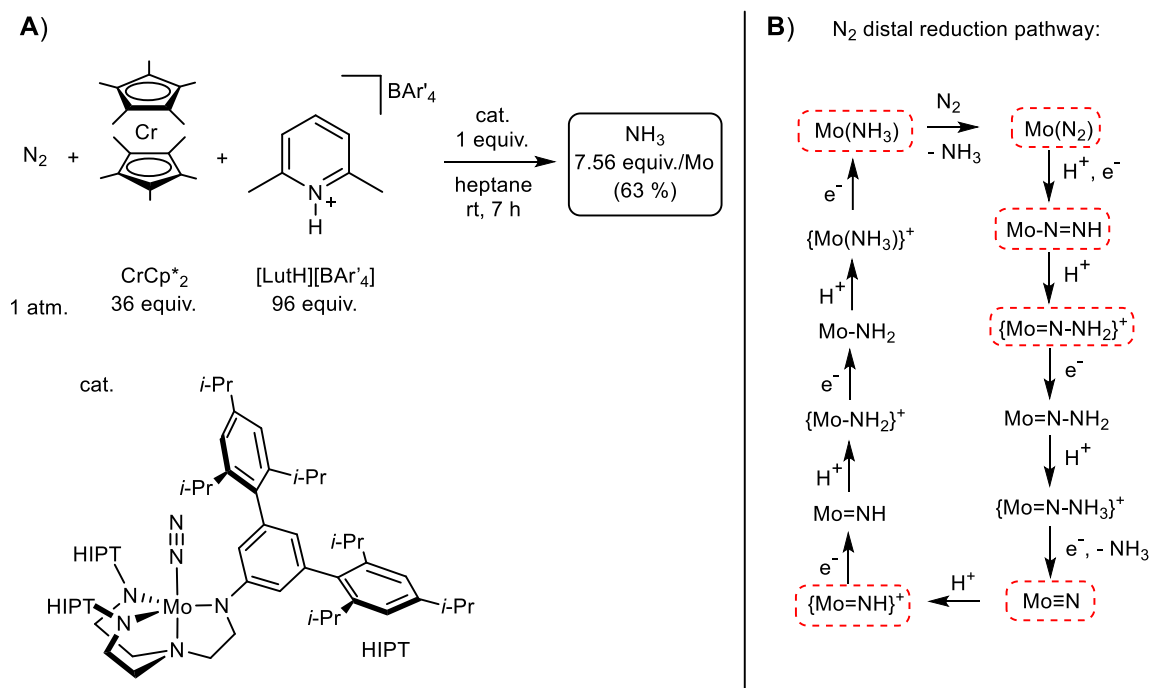 A)
N2 + Cr + N+ H BAr'4
cat.
1 equiv.
heptane
rt, 7 h
NH3
7.56 equiv./Mo
(63 %)
1 atm.
CrCp*2
36 equiv.
[LutH][BAr'4]
96 equiv.
cat.
i-Pr
i-Pr
i-Pr
N
N
HIPT
HIPT
N
N
Mo
N
N
i-Pr
i-Pr
i-Pr
HIPT
B)
N2 distal reduction pathway:
Mo(NH3)
N2
- NH3
Mo(N2)
H+, e-
Mo-N=NH
H+
{Mo=N-NH2}+
e-
Mo=N-NH2
H+
{Mo=N-NH3}+
e-, - NH3
Mo≡N
H+
{Mo=NH}+
e-
Mo=NH
H+
{Mo-NH2}+
e-
Mo-NH2
H+
{Mo(NH3)}+
e-